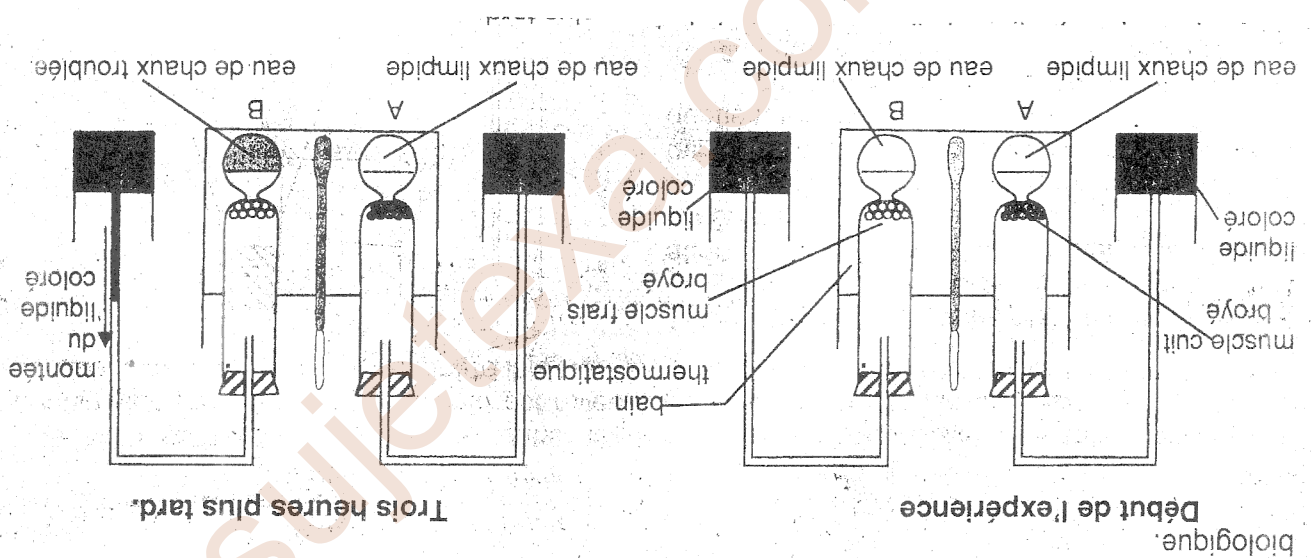 biologique.
Début de l'expérience
Trois heures plus tard.
bain
thermostatique
muscle cuit
broyé
muscle frais
broyé
liquide
coloré
liquide
coloré
A
B
eau de chaux limpide
eau de chaux limpide
montée
du
liquide
coloré
A
B
eau de chaux limpide
eau de chaux troublée.
sujetexa.co